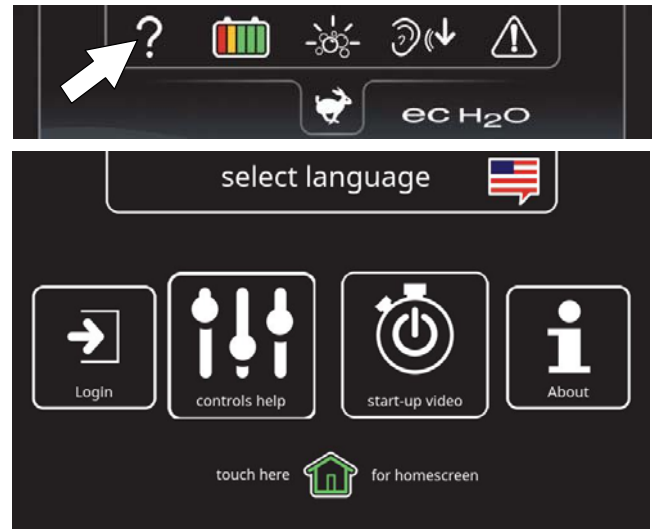 ?
ec H₂O
select language
Login
controls help
start-up video
About
touch here
for homescreen